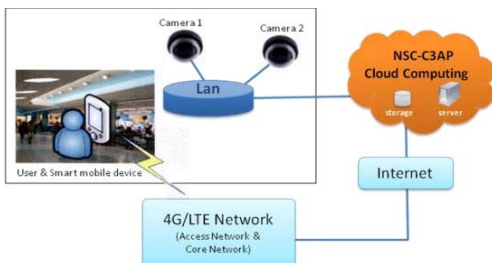 Camera 1
Camera 2
NSC-C3AP
Cloud Computing
Lan
storage
server
User & Smart mobile device
Internet
4G/LTE Network
(Access Network &
Core Network)